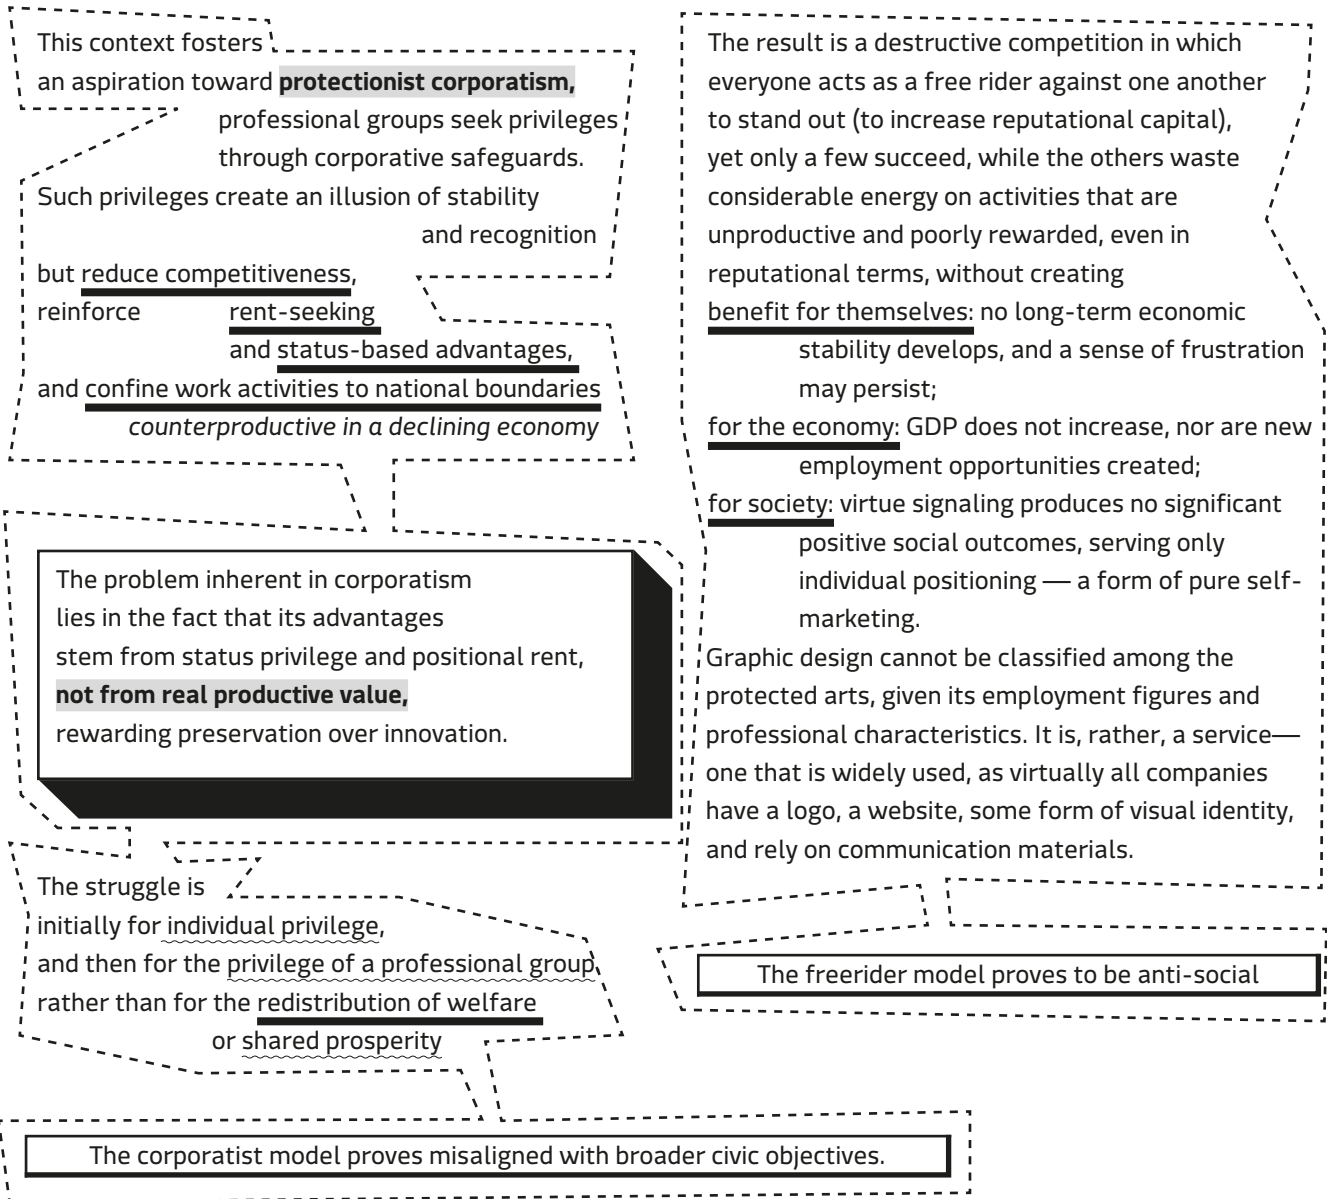 This context fosters
an aspiration toward protectionist corporatism,
professional groups seek privileges
through corporative safeguards.
Such privileges create an illusion of stability
and recognition
but reduce competitiveness,
reinforce rent-seeking
and status-based advantages,
and confine work activities to national boundaries
counterproductive in a declining economy
The problem inherent in corporatism
lies in the fact that its advantages
stem from status privilege and positional rent,
not from real productive value,
rewarding preservation over innovation.
The struggle is
initially for individual privilege,
and then for the privilege of a professional group
rather than for the redistribution of welfare
or shared prosperity
The corporatist model proves misaligned with broader civic objectives.
The result is a destructive competition in which
everyone acts as a free rider against one another
to stand out (to increase reputational capital),
yet only a few succeed, while the others waste
considerable energy on activities that are
unproductive and poorly rewarded, even in
reputational terms, without creating
benefit for themselves: no long-term economic
stability develops, and a sense of frustration
may persist;
for the economy: GDP does not increase, nor are new
employment opportunities created;
for society: virtue signaling produces no significant
positive social outcomes, serving only
individual positioning — a form of pure self-
marketing.
Graphic design cannot be classified among the
protected arts, given its employment figures and
professional characteristics. It is, rather, a service—
one that is widely used, as virtually all companies
have a logo, a website, some form of visual identity,
and rely on communication materials.
The freerider model proves to be anti-social